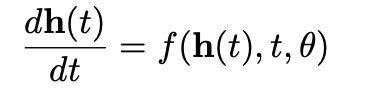 d𝐡(t)/dt = f(𝐡(t), t, θ)